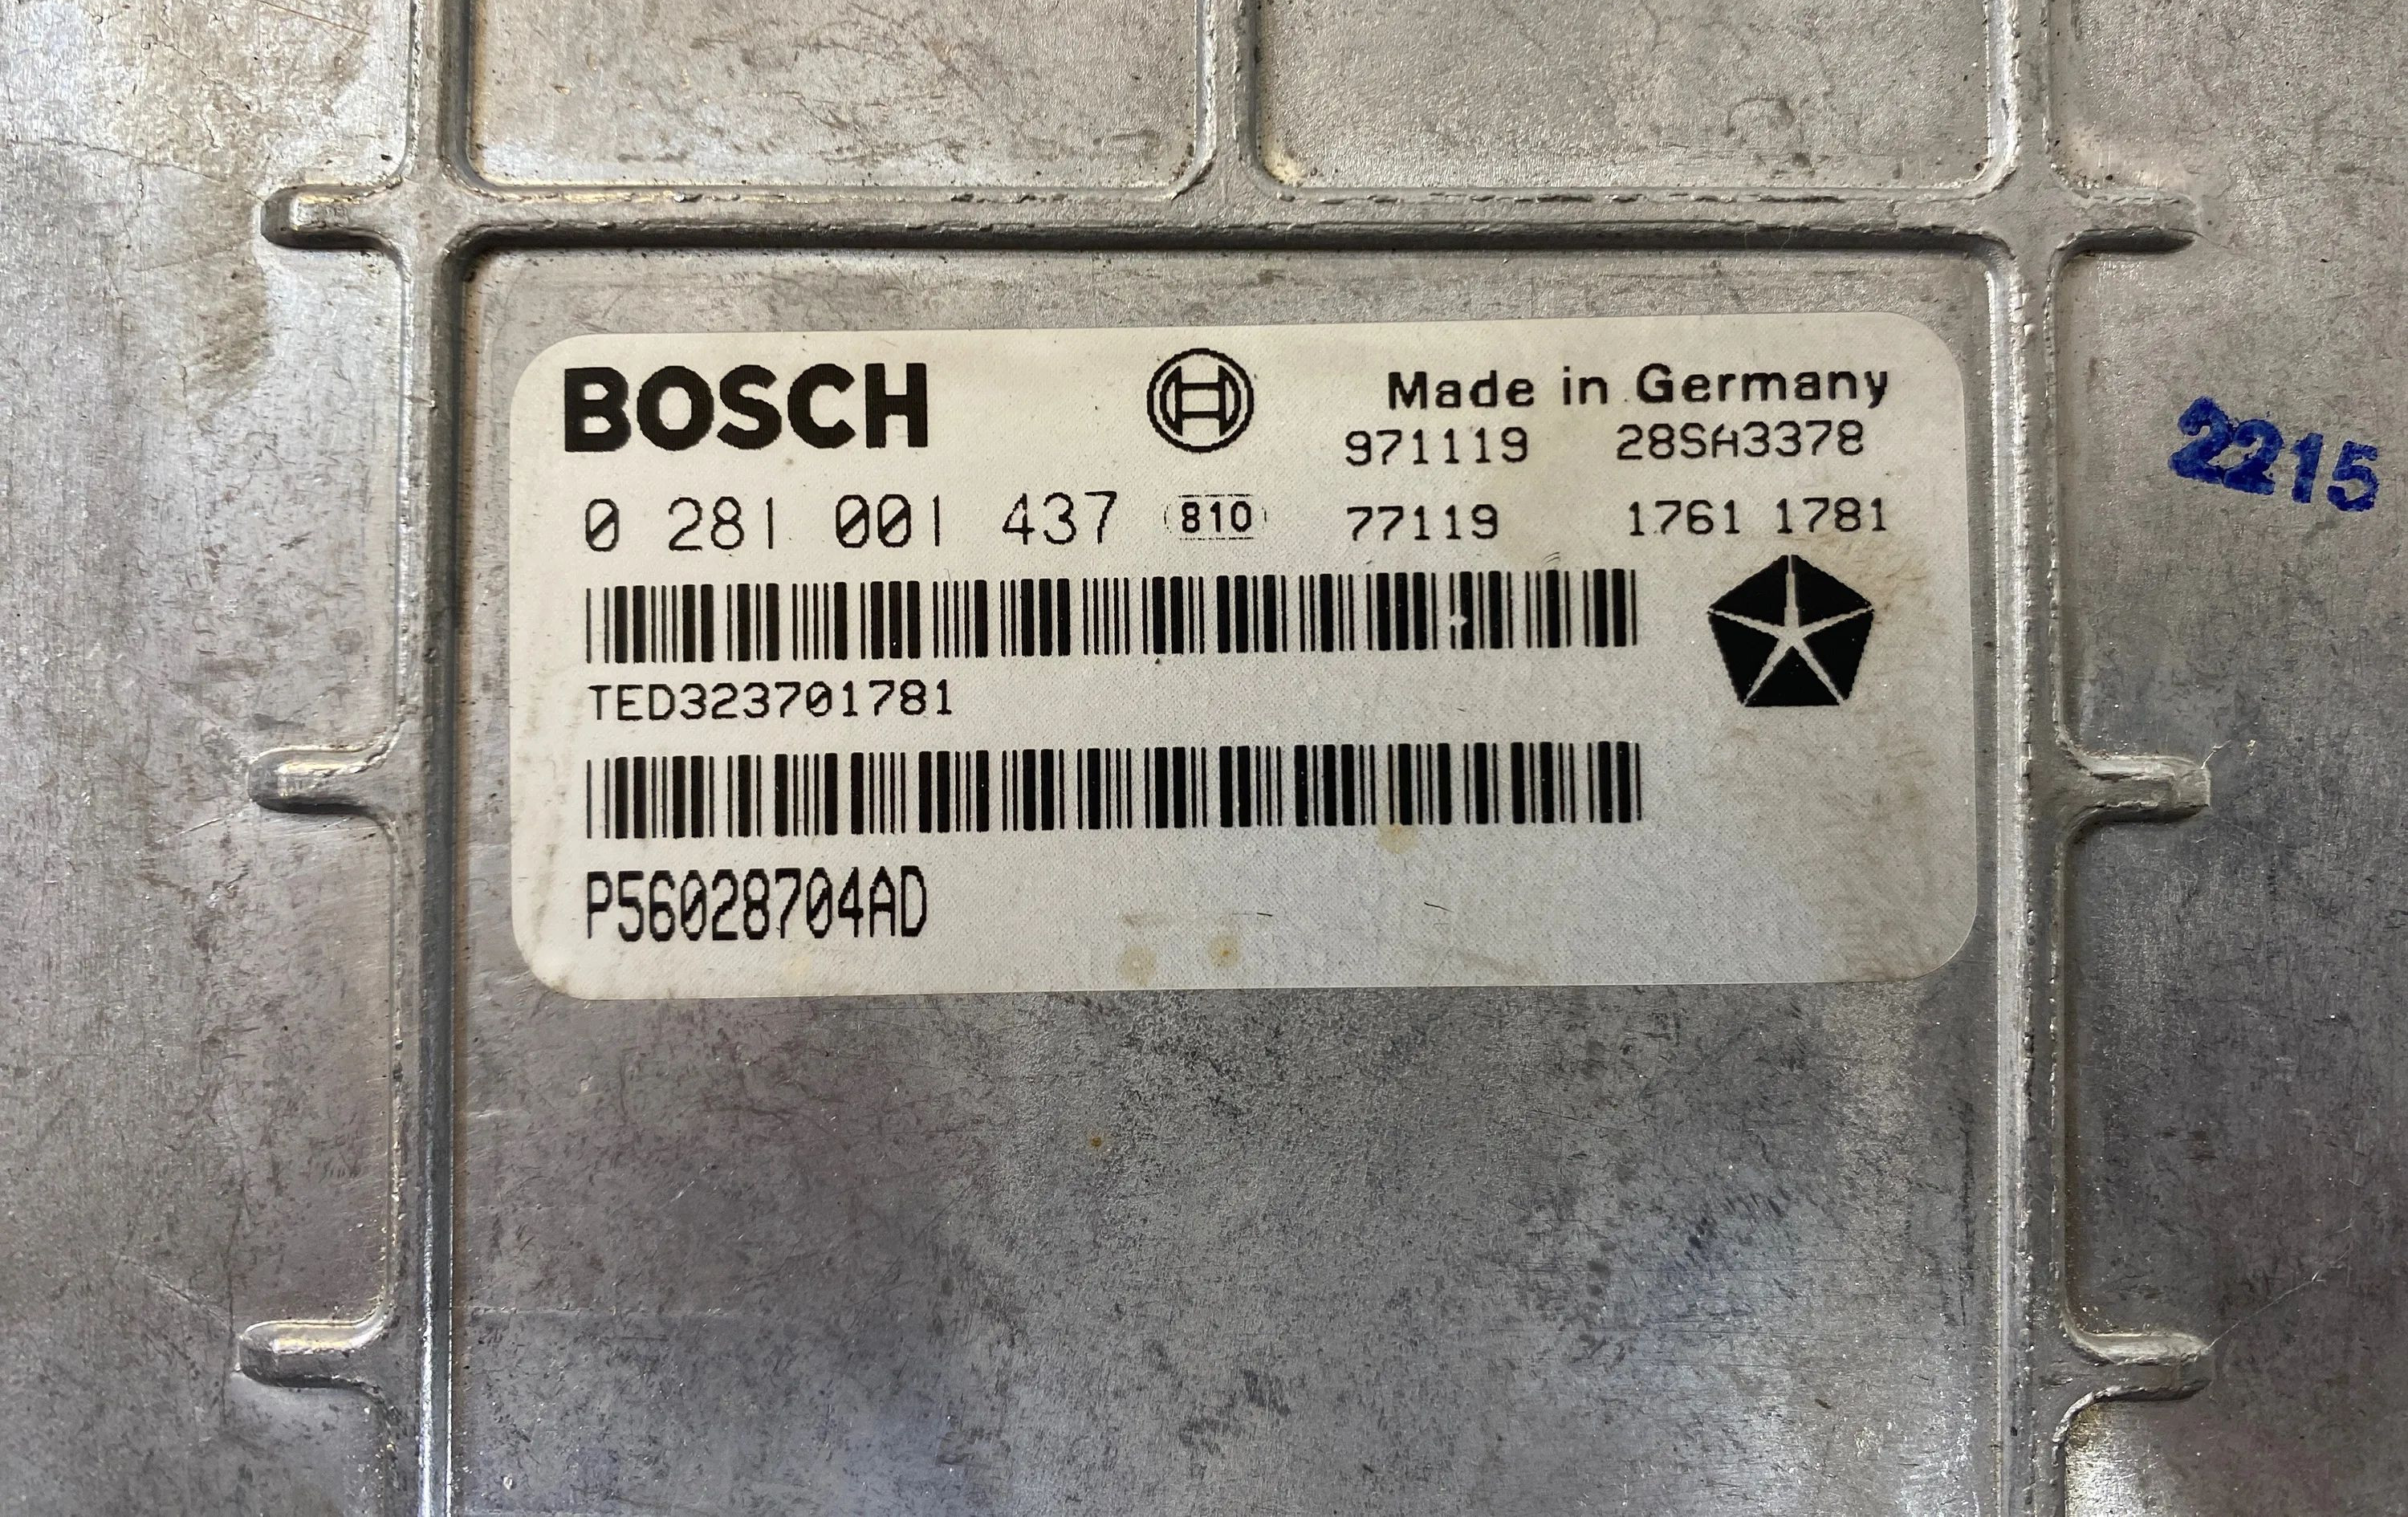 BOSCH
Made in Germany
971119 28SA3378
0 281 001 437 810 77119 1761 1781
TED323701781
P56028704AD
2215